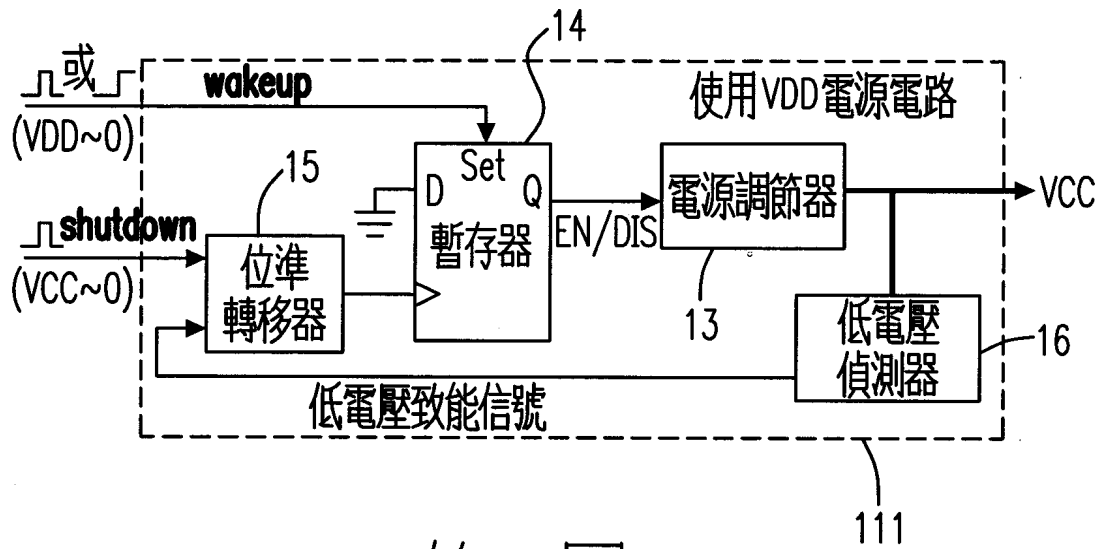 14
或
wakeup
使用VDD電源電路
(VDD~0)
15
Set
D
Q
電源調節器
VCC
shutdown
暫存器
EN/DIS
位準
轉移器
(VCC~0)
13
低電壓
偵測器
16
低電壓致能信號
111